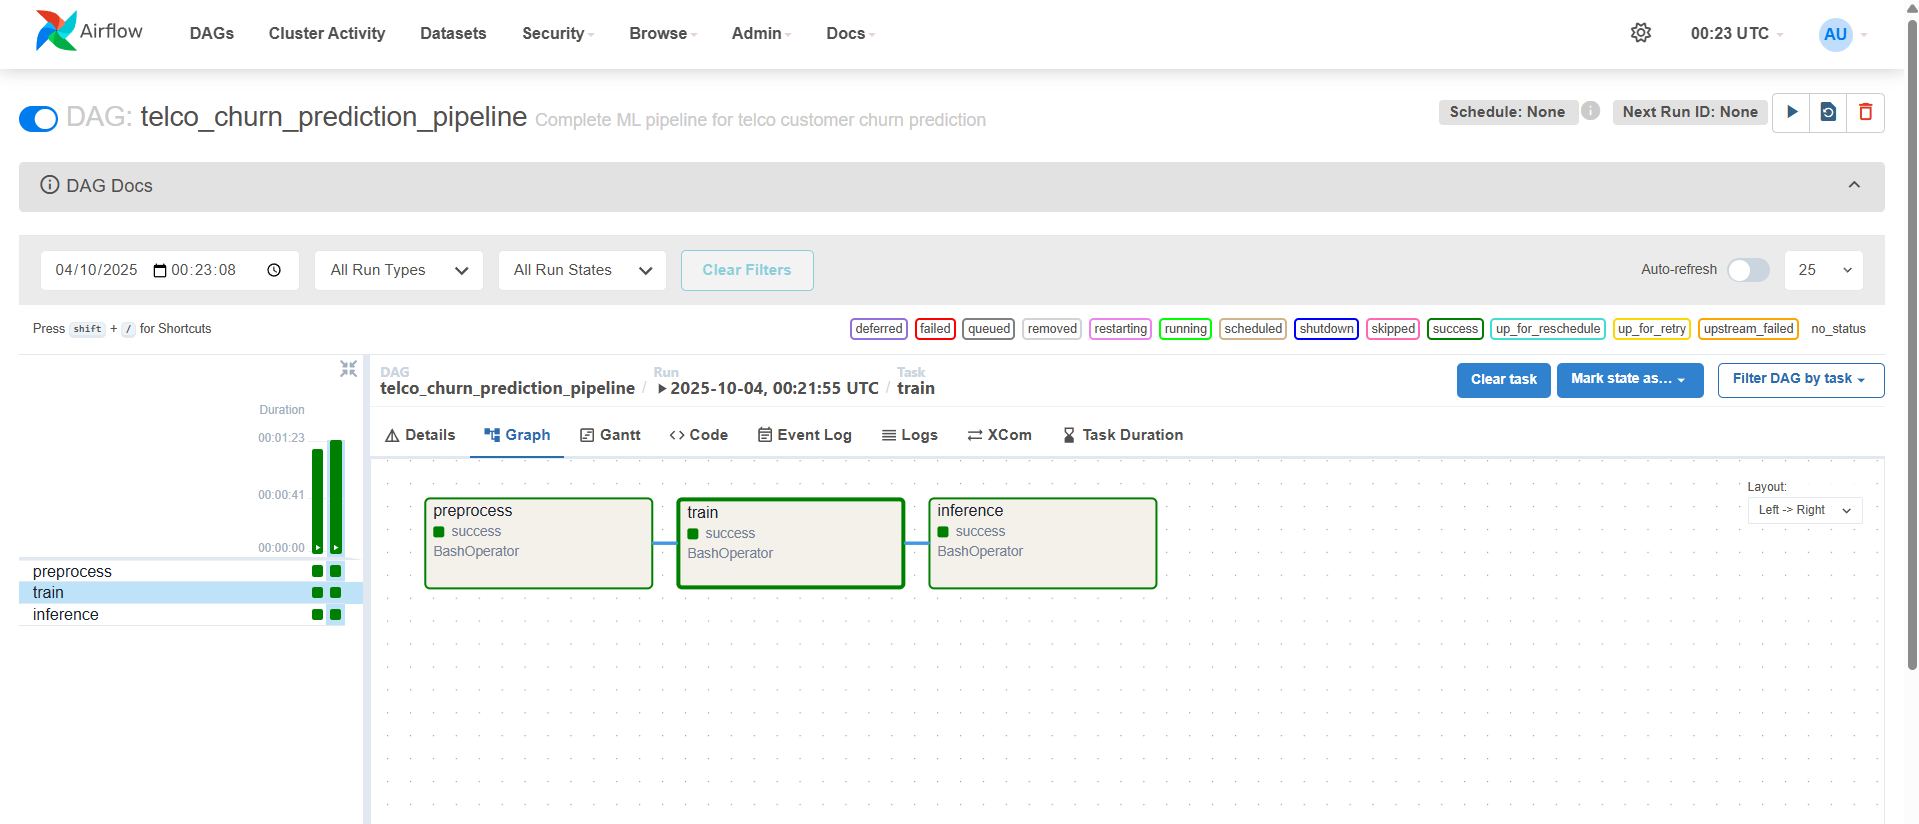 Airflow DAGs Cluster Activity Datasets Security Browse Admin Docs 00:23 UTC AU
DAG: telco_churn_prediction_pipeline Complete ML pipeline for telco customer churn prediction Schedule: None Next Run ID: None
DAG Docs
04/10/2025 00:23:08 All Run Types All Run States Clear Filters Auto-refresh 25
Press shift + / for Shortcuts deferred failed queued removed restarting running scheduled shutdown skipped success up_for_reschedule up_for_retry upstream_failed no_status
DAG Run Task
telco_churn_prediction_pipeline / 2025-10-04, 00:21:55 UTC / train Clear task Mark state as... Filter DAG by task
Duration
00:01:23
00:00:41
00:00:00
preprocess
train
inference
Details Graph Gantt Code Event Log Logs XCom Task Duration
Layout:
Left -> Right
preprocess
success
BashOperator
train
success
BashOperator
inference
success
BashOperator